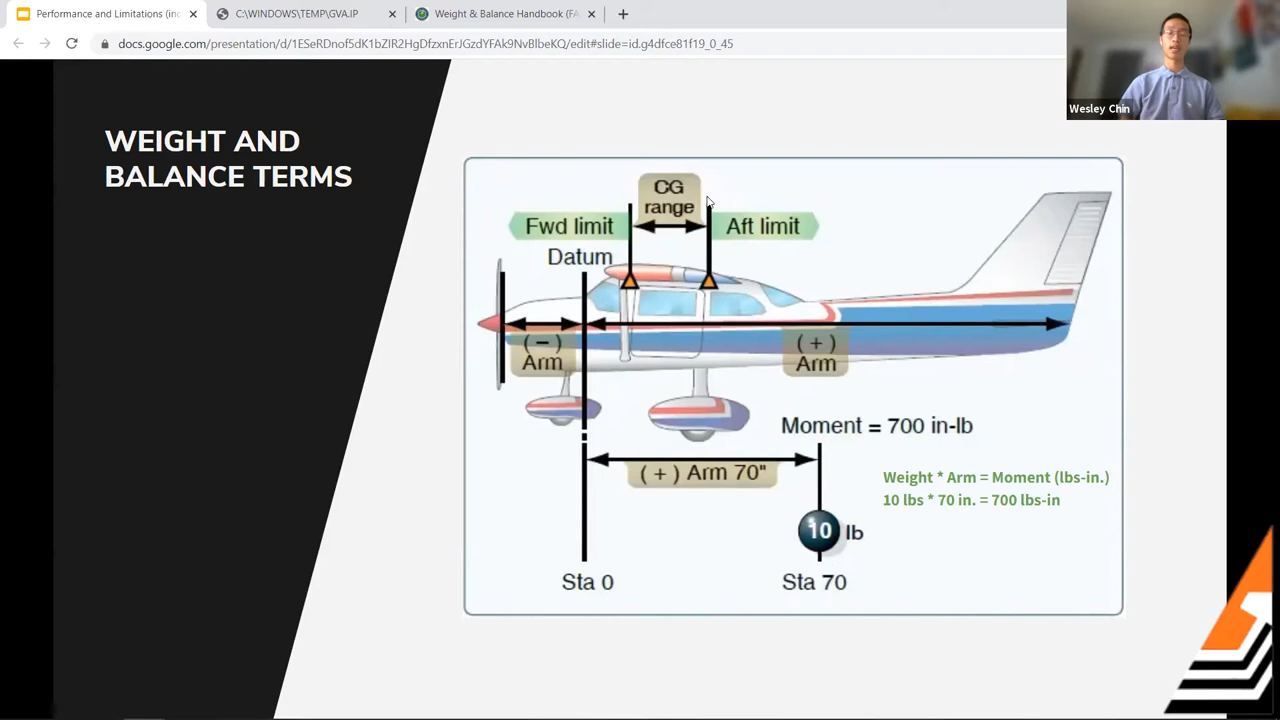 Performance and Limitations (inc
C:\WINDOWS\TEMP\GVA.IP
Weight & Balance Handbook (FA
docs.google.com/presentation/d/1ESeRDnof5dK1bZIR2HgDfzxnErJGzdYFAk9NvBlbeKQ/edit#slide=id.g4dfce81f19_0_45
Wesley Chin
WEIGHT AND
BALANCE TERMS
CG
range
Fwd limit
Aft limit
Datum
( − )
Arm
( + )
Arm
Moment = 700 in-lb
( + ) Arm 70"
Weight * Arm = Moment (lbs-in.)
10 lbs * 70 in. = 700 lbs-in
10 lb
Sta 0
Sta 70